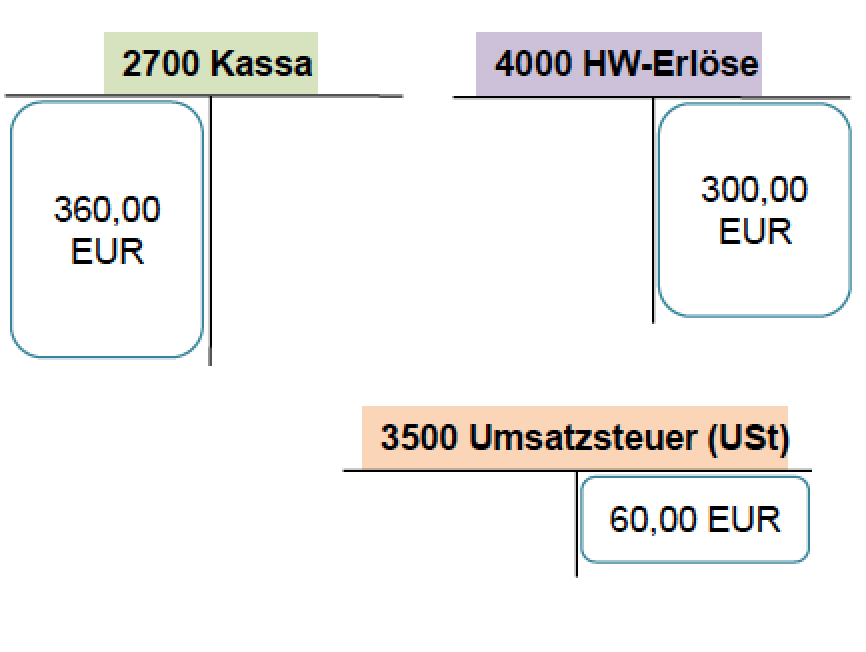 2700 Kassa
4000 HW-Erlöse
360,00
EUR
300,00
EUR
3500 Umsatzsteuer (USt)
60,00 EUR